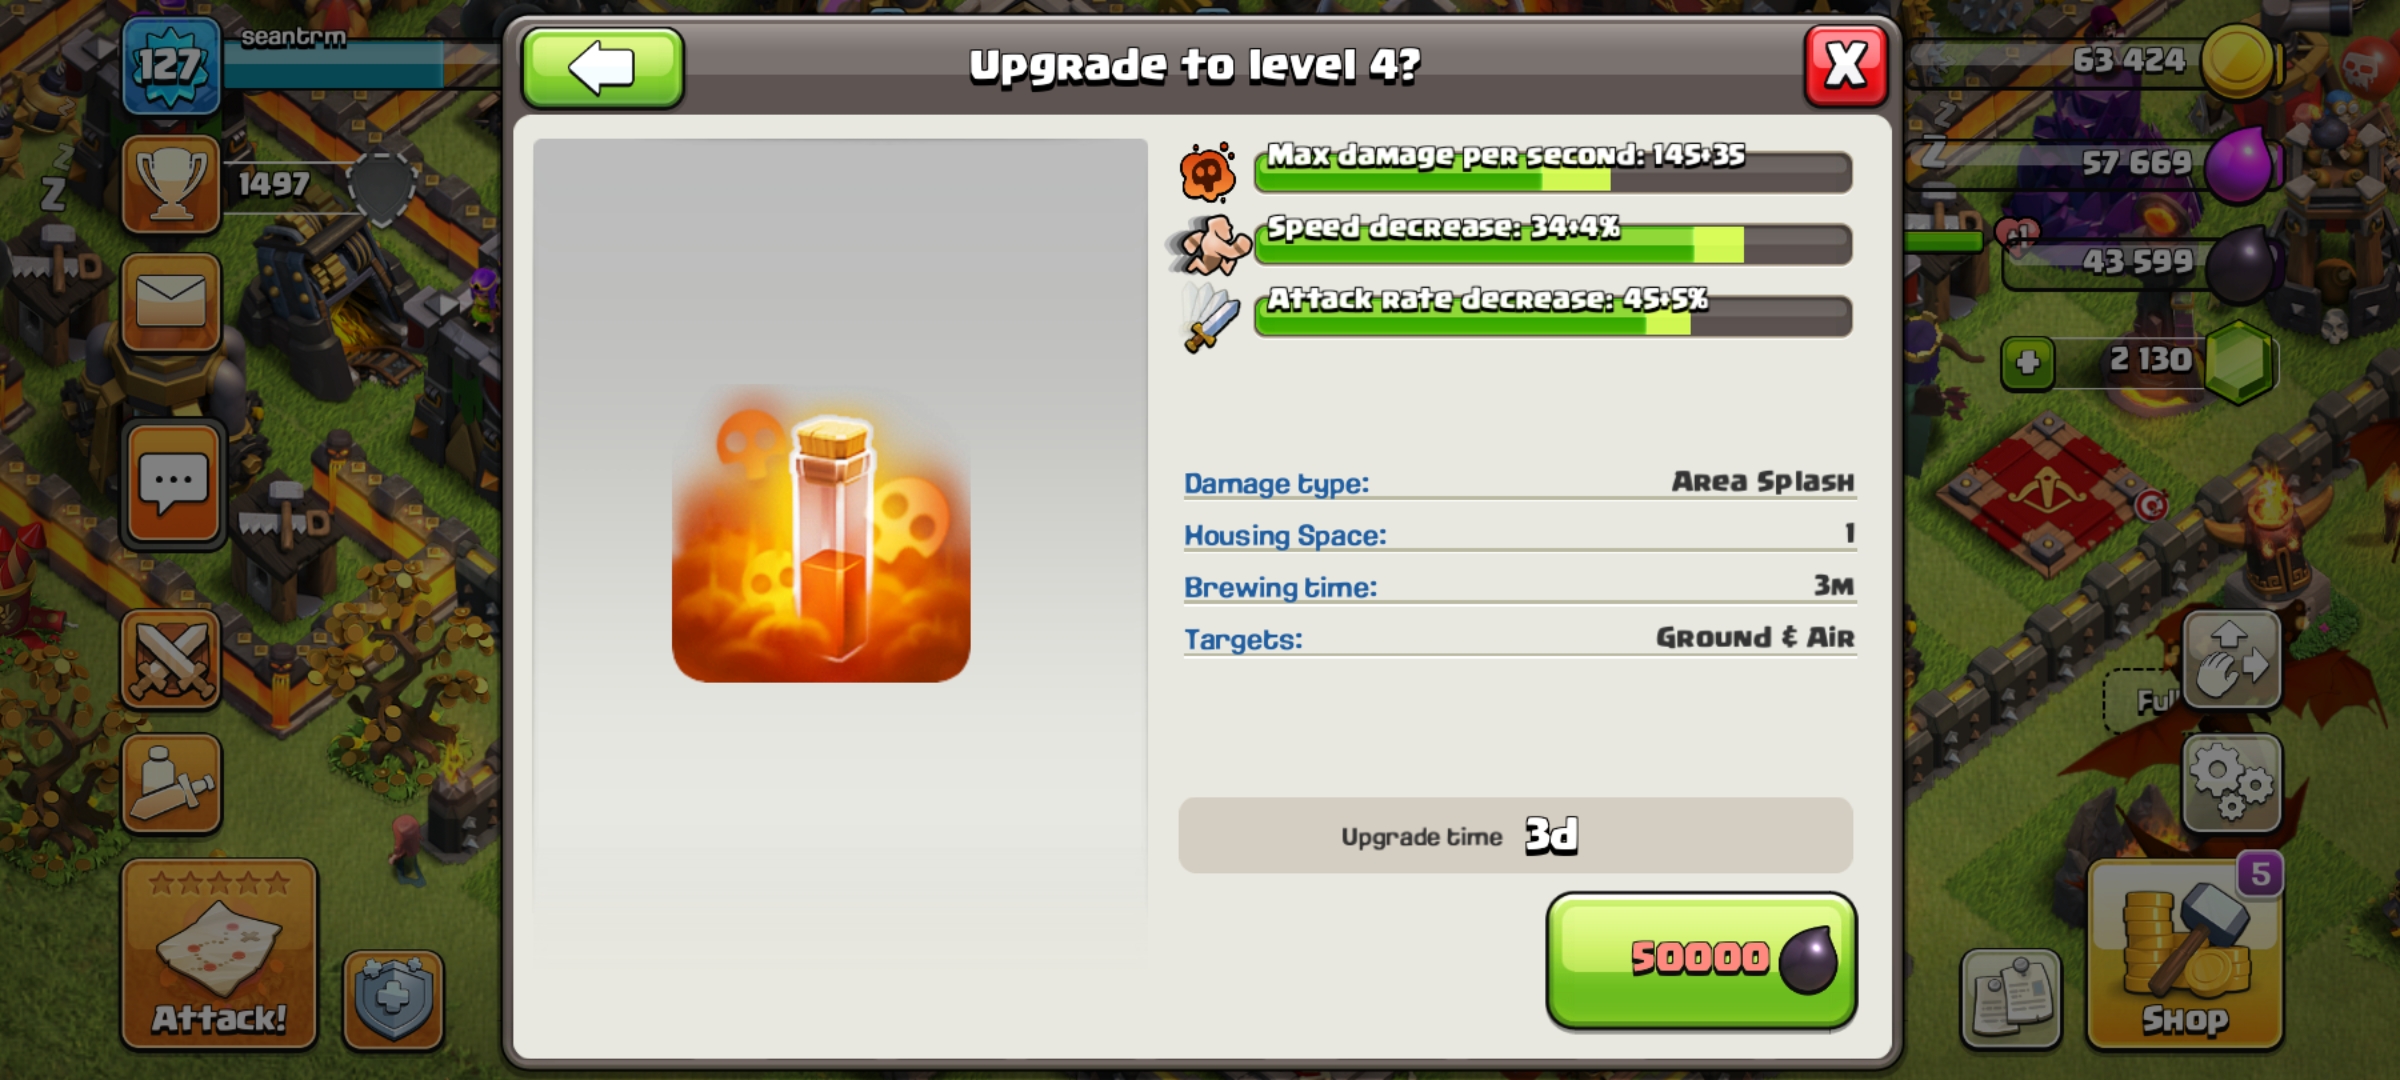 seantrm
127
1497
Attack!
Upgrade to level 4?
X
Max damage per second: 145+35
Speed decrease: 34+4%
Attack rate decrease: 45+5%
Damage type: Area Splash
Housing Space: 1
Brewing time: 3m
Targets: Ground & Air
Upgrade time 3d
50000
63 424
57 669
1
43 599
2 130
Full
5
Shop